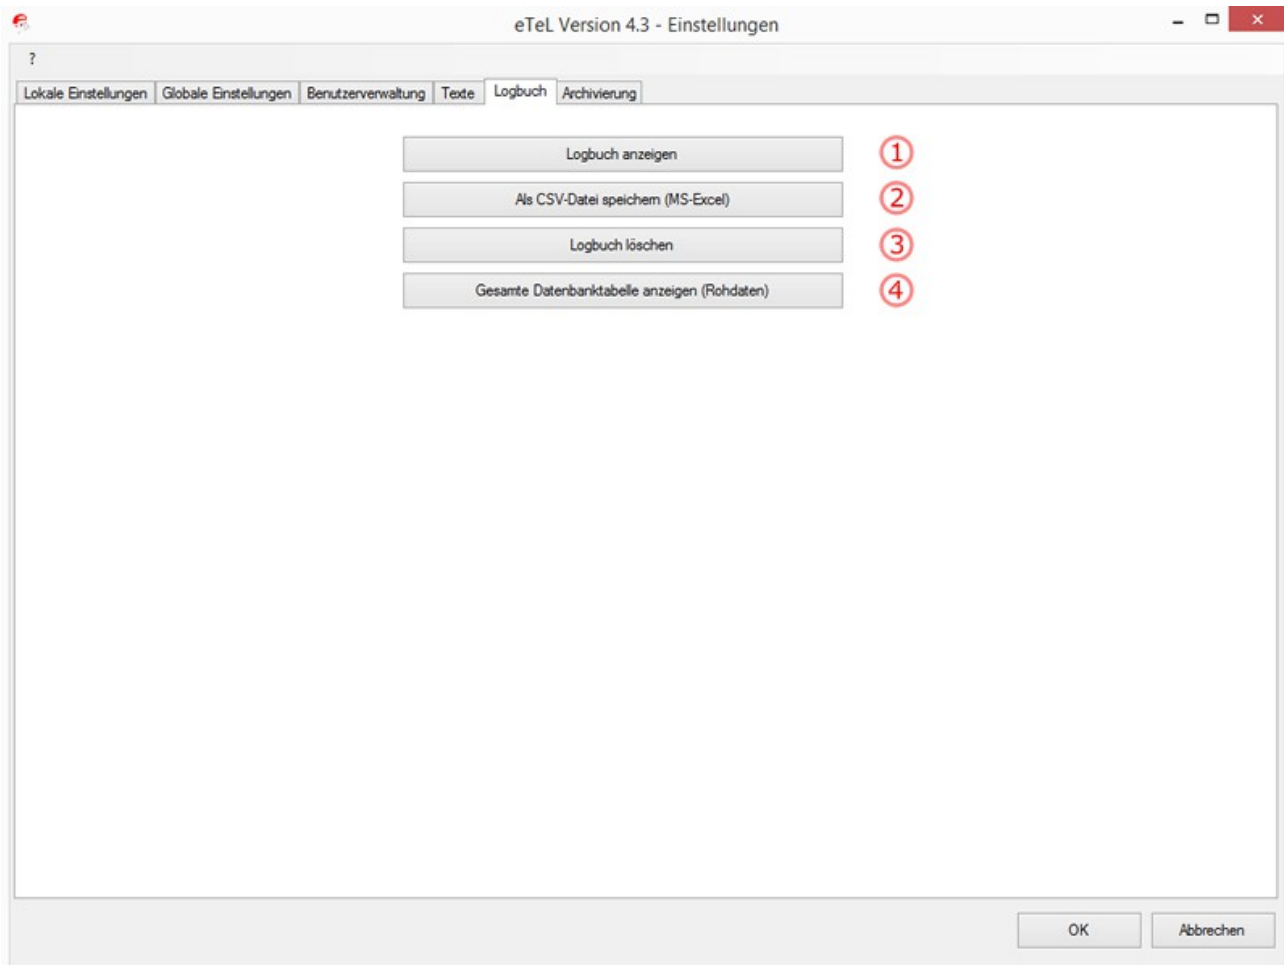 eTeL Version 4.3 - Einstellungen
?
Lokale Einstellungen Globale Einstellungen Benutzerverwaltung Texte Logbuch Archivierung
Logbuch anzeigen 1
Als CSV-Datei speichern (MS-Excel) 2
Logbuch löschen 3
Gesamte Datenbanktabelle anzeigen (Rohdaten) 4
OK Abbrechen